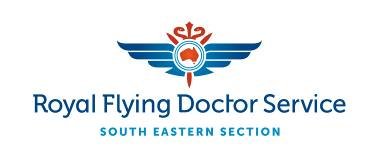 Royal Flying Doctor Service
SOUTH EASTERN SECTION